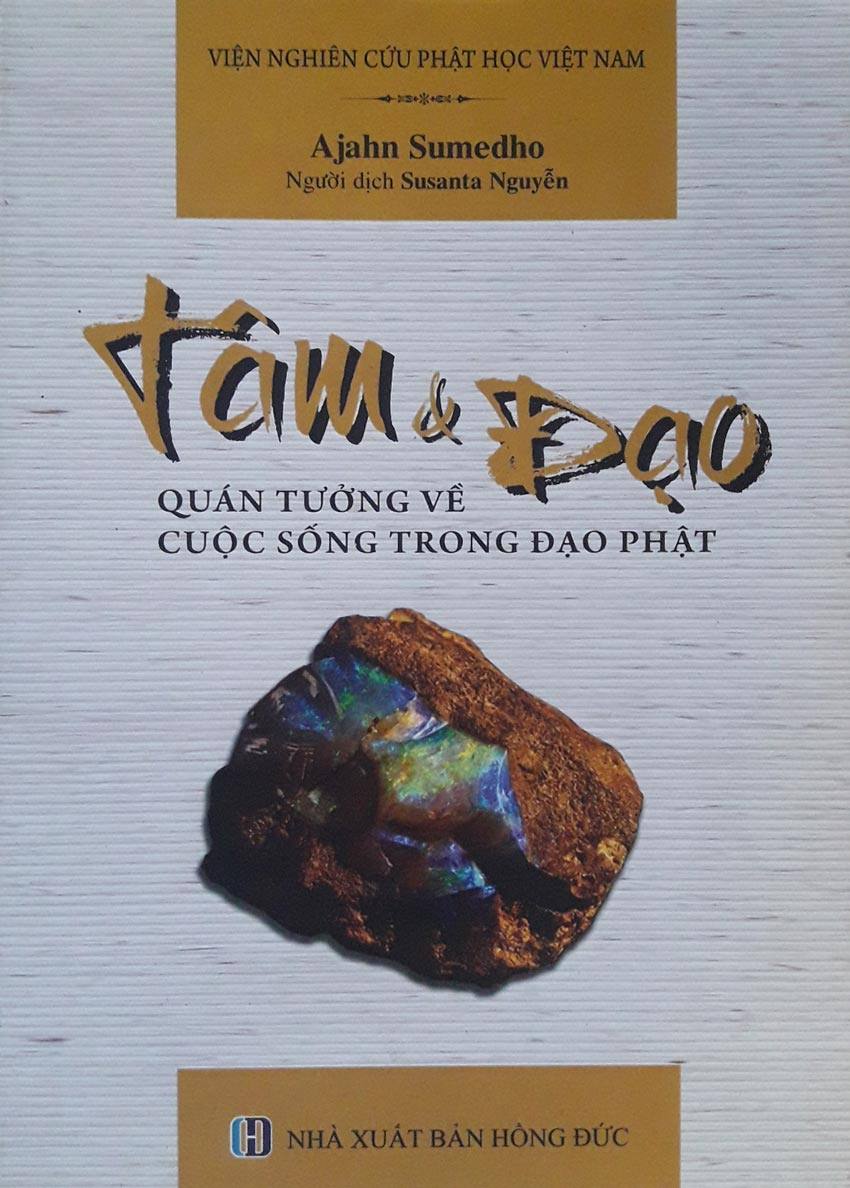 VIỆN NGHIÊN CỨU PHẬT HỌC VIỆT NAM
Ajahn Sumedho
Người dịch Susanta Nguyễn
Tâm & Đạo
QUÁN TƯỞNG VỀ
CUỘC SỐNG TRONG ĐẠO PHẬT
NHÀ XUẤT BẢN HỒNG ĐỨC